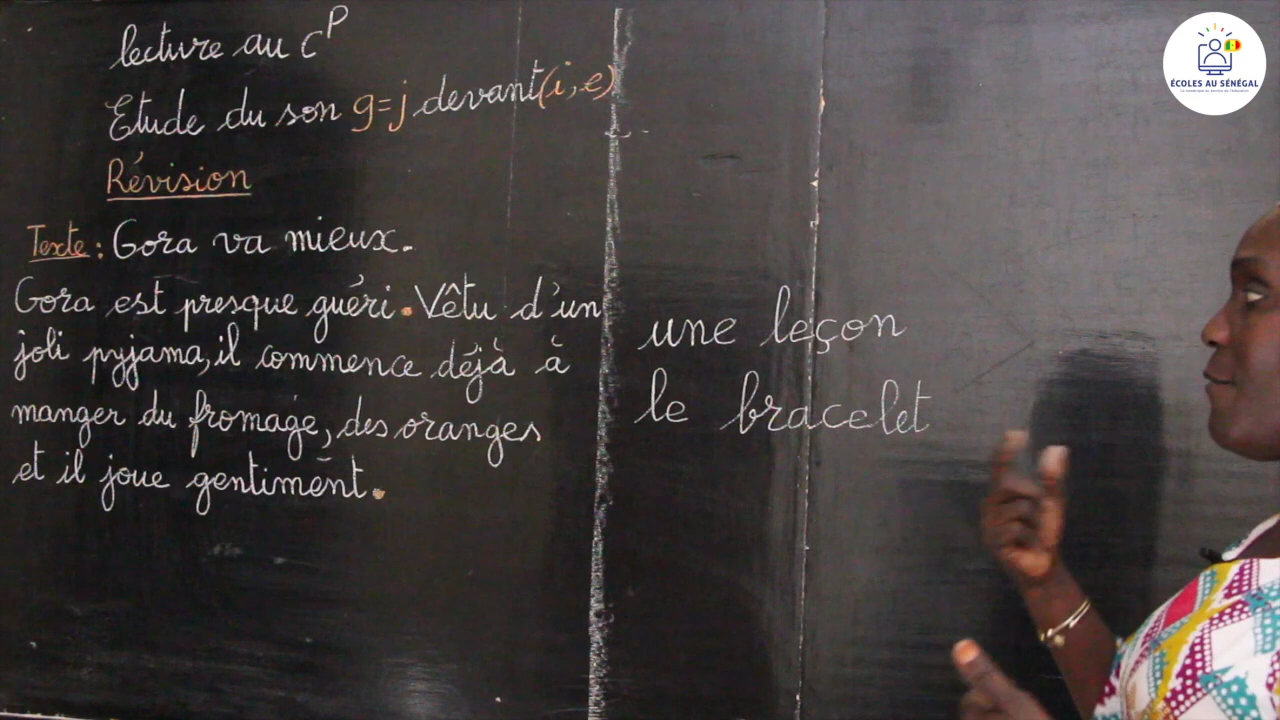 lecture au CP
Etude du son g=j devant (i, e)
Révision
Texte : Gora va mieux.
Gora est presque guéri. Vêtu d'un
joli pyjama, il commence déjà à
manger du fromage, des oranges
et il joue gentiment.
une leçon
le bracelet
ÉCOLES AU SÉNÉGAL